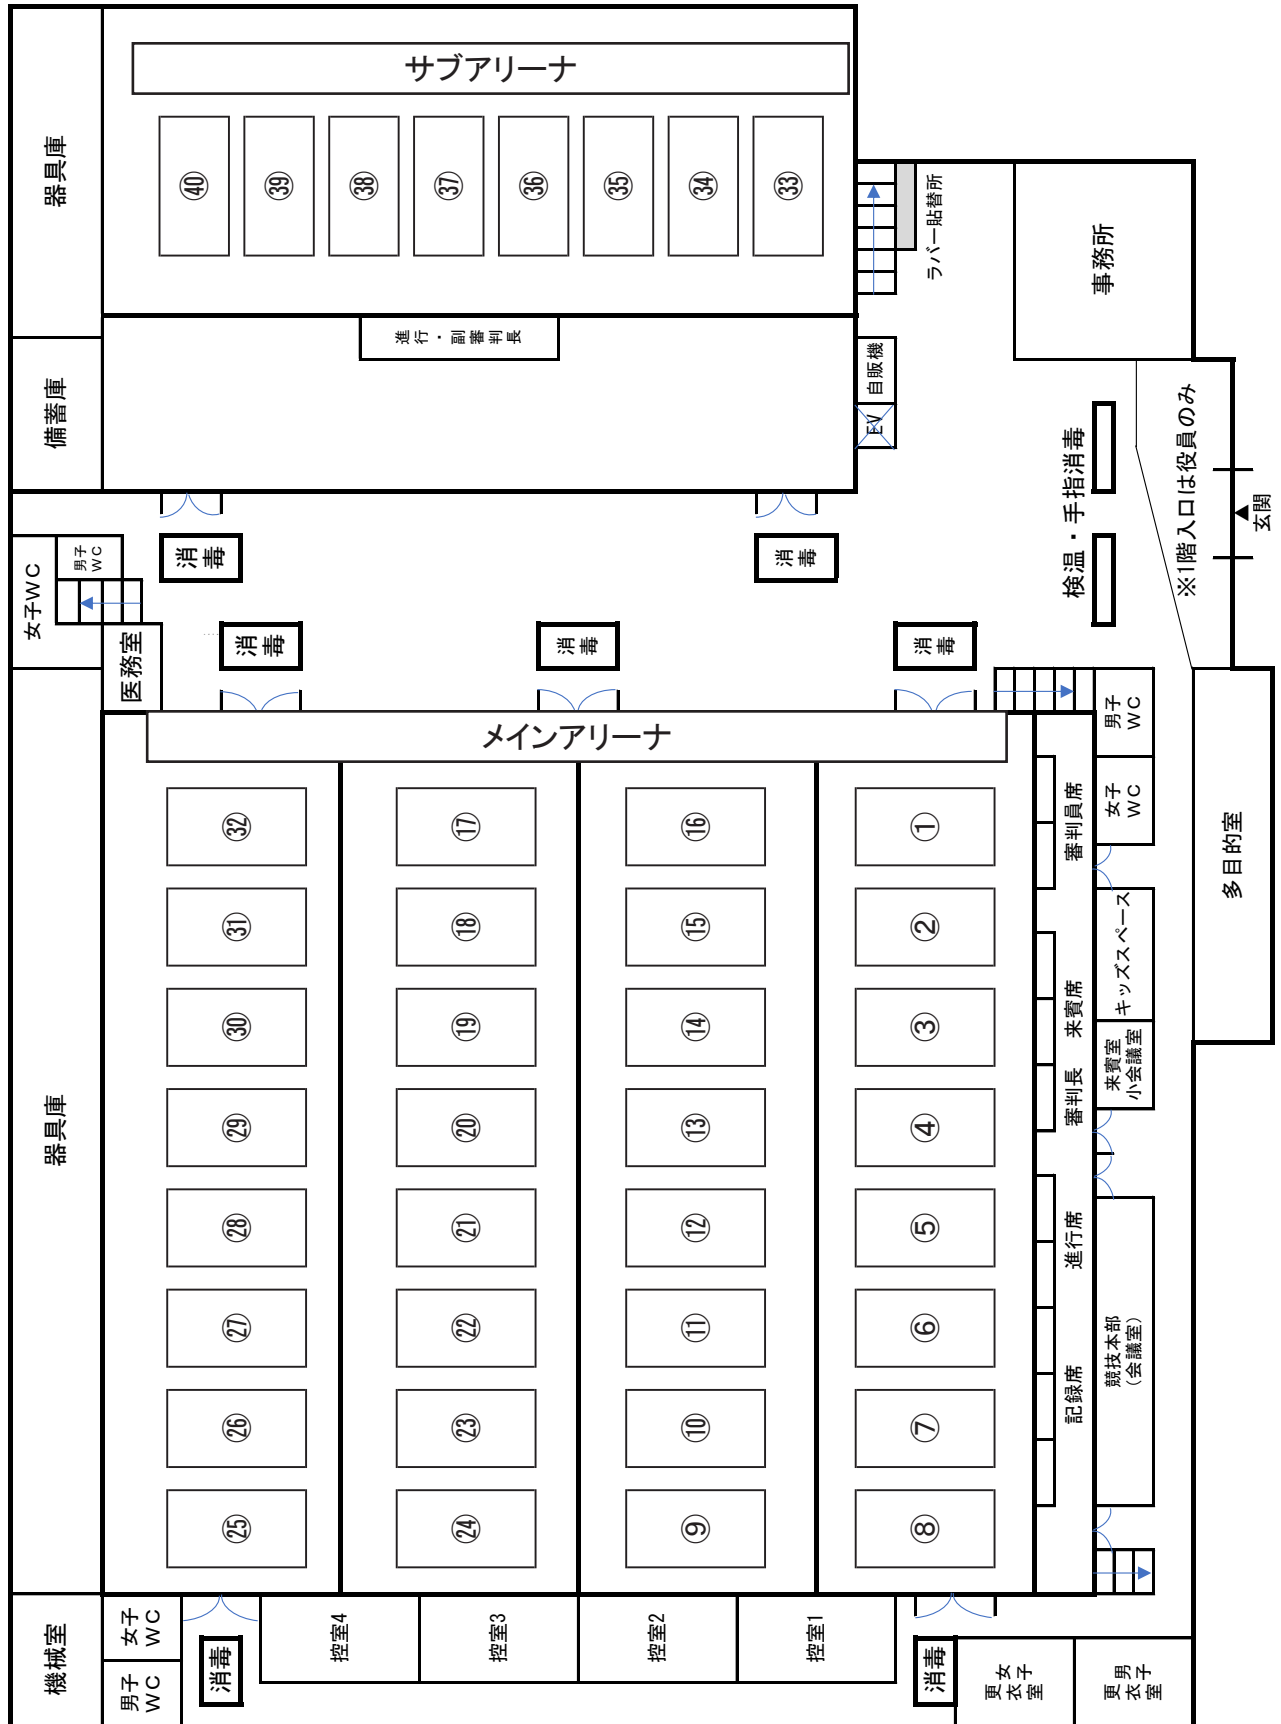 サブアリーナ
器具庫
㊵
㊴
㊳
㊲
㊱
㉟
㉞
㉝
ラバー貼替所
事務所
進行・副審判長
自販機
EV
備蓄庫
※1階入口は役員のみ
検温・手指消毒
玄関
女子WC
男子
WC
消毒
消毒
医務室
消毒
消毒
消毒
メインアリーナ
男子
WC
女子
WC
審判員席
多目的室
㉜
⑰
⑯
①
㉛
⑱
⑮
②
キッズスペース
㉚
⑲
⑭
③
来賓席
来賓室
小会議室
器具庫
㉙
⑳
⑬
④
審判長
㉘
㉑
⑫
⑤
進行席
㉗
㉒
⑪
⑥
競技本部
(会議室)
㉖
㉓
⑩
⑦
記録席
㉕
㉔
⑨
⑧
機械室
女子
WC
男子
WC
消毒
控室4
控室3
控室2
控室1
消毒
女子
更衣室
男子
更衣室